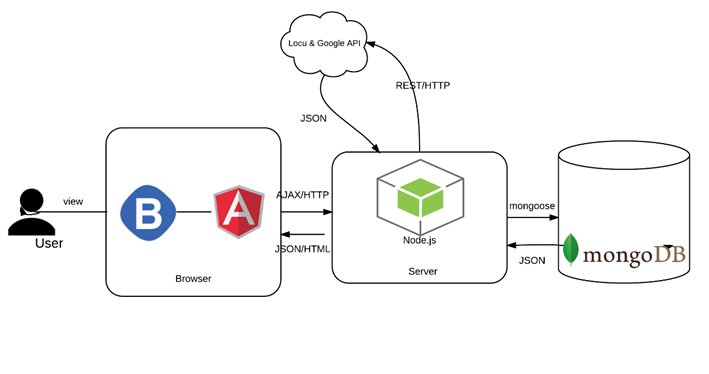 Locu & Google API
REST/HTTP
JSON
view
B
A
AJAX/HTTP
mongoose
User
Node.js
JSON/HTML
JSON
mongoDB
Browser
Server